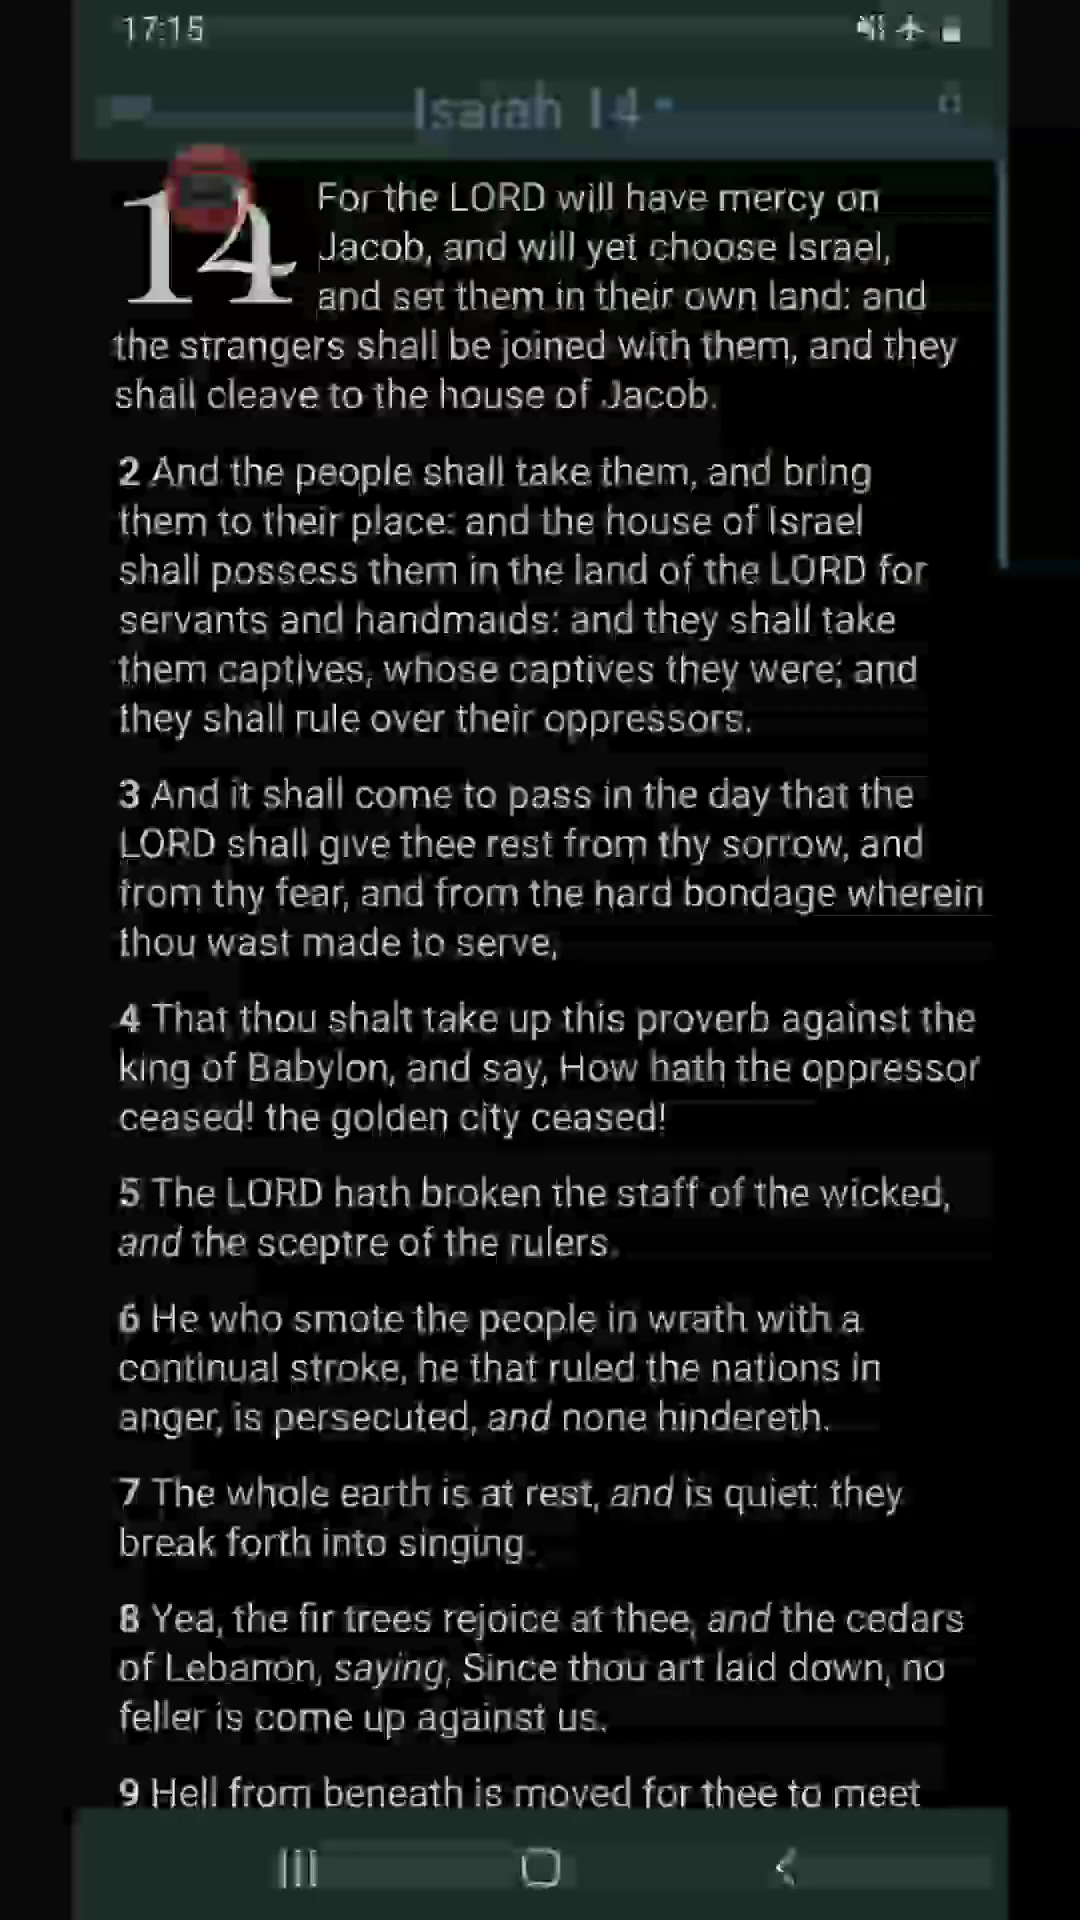 17:15
Isaiah 14
14 For the LORD will have mercy on
Jacob, and will yet choose Israel,
and set them in their own land: and
the strangers shall be joined with them, and they
shall cleave to the house of Jacob.
2 And the people shall take them, and bring
them to their place: and the house of Israel
shall possess them in the land of the LORD for
servants and handmaids: and they shall take
them captives, whose captives they were; and
they shall rule over their oppressors.
3 And it shall come to pass in the day that the
LORD shall give thee rest from thy sorrow, and
from thy fear, and from the hard bondage wherein
thou wast made to serve,
4 That thou shalt take up this proverb against the
king of Babylon, and say, How hath the oppressor
ceased! the golden city ceased!
5 The LORD hath broken the staff of the wicked,
and the sceptre of the rulers.
6 He who smote the people in wrath with a
continual stroke, he that ruled the nations in
anger, is persecuted, and none hindereth.
7 The whole earth is at rest, and is quiet: they
break forth into singing.
8 Yea, the fir trees rejoice at thee, and the cedars
of Lebanon, saying, Since thou art laid down, no
feller is come up against us.
9 Hell from beneath is moved for thee to meet